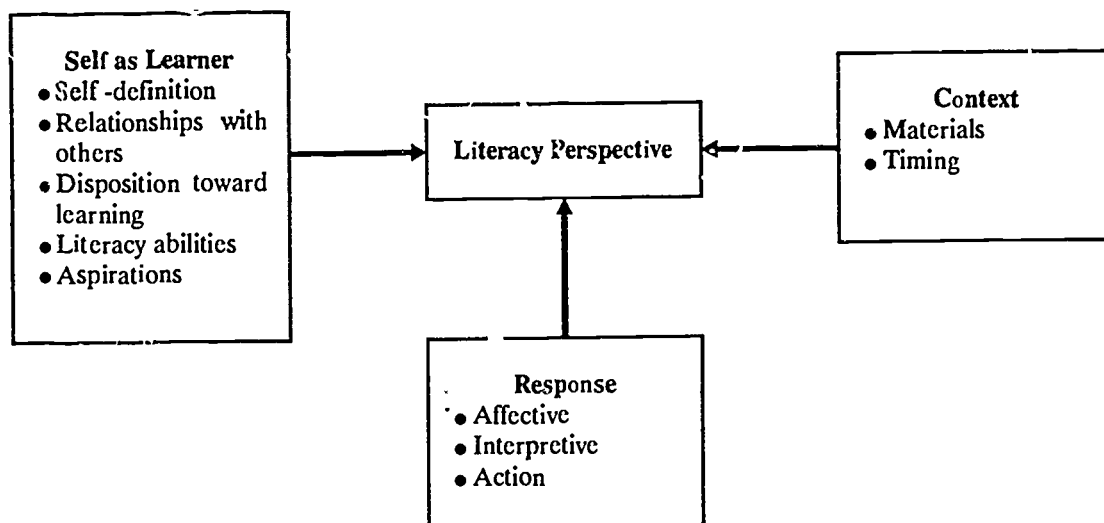 Self as Learner
● Self-definition
● Relationships with
others
● Disposition toward
learning
● Literacy abilities
● Aspirations
Literacy Perspective
Context
● Materials
● Timing
Response
● Affective
● Interpretive
● Action